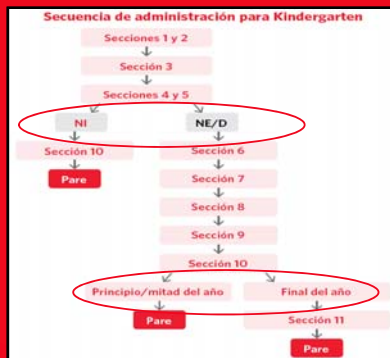 Secuencia de administración para Kindergarten
Secciones 1 y 2
Sección 3
Secciones 4 y 5
NI
NE/D
Sección 10
Sección 6
Pare
Sección 7
Sección 8
Sección 9
Sección 10
Principio/mitad del año
Final del año
Pare
Sección 11
Pare